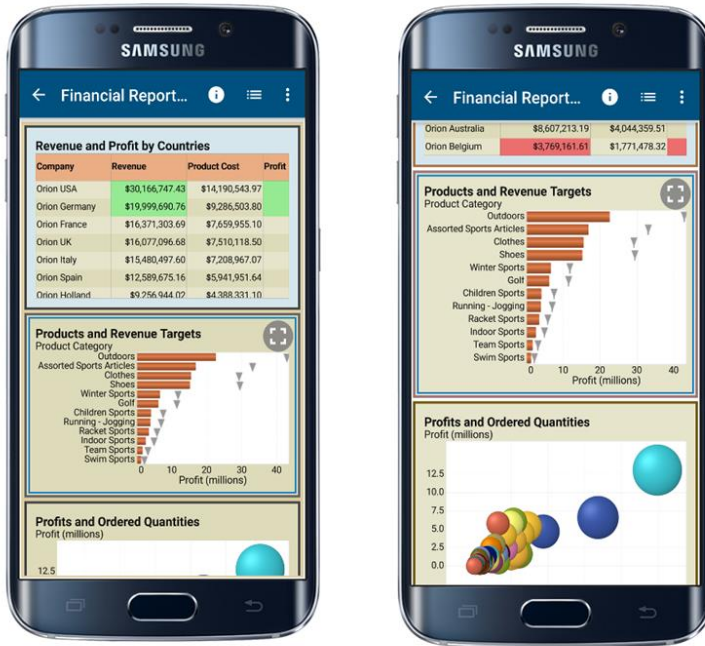 SAMSUNG
Financial Report...
Revenue and Profit by Countries
Company Revenue Product Cost Profit
Orion USA $30,166,747.43 $14,190,543.97
Orion Germany $19,999,690.76 $9,286,503.80
Orion France $16,371,303.69 $7,659,955.10
Orion UK $16,077,096.68 $7,510,118.50
Orion Italy $15,480,497.60 $7,208,967.07
Orion Spain $12,589,675.16 $5,941,951.64
Orion Holland $9,256,944.02 $4,388,331.10
Products and Revenue Targets
Product Category
Outdoors
Assorted Sports Articles
Clothes
Shoes
Winter Sports
Golf
Children Sports
Running - Jogging
Racket Sports
Indoor Sports
Team Sports
Swim Sports
0 10 20 30 40
Profit (millions)
Profits and Ordered Quantities
Profit (millions)
12.5
SAMSUNG
Financial Report...
Orion Australia $8,607,213.19 $4,044,359.51
Orion Belgium $3,769,161.61 $1,771,478.32
Products and Revenue Targets
Product Category
Outdoors
Assorted Sports Articles
Clothes
Shoes
Winter Sports
Golf
Children Sports
Running - Jogging
Racket Sports
Indoor Sports
Team Sports
Swim Sports
0 10 20 30 40
Profit (millions)
Profits and Ordered Quantities
Profit (millions)
12.5
10.0
7.5
5.0
2.5
0.0